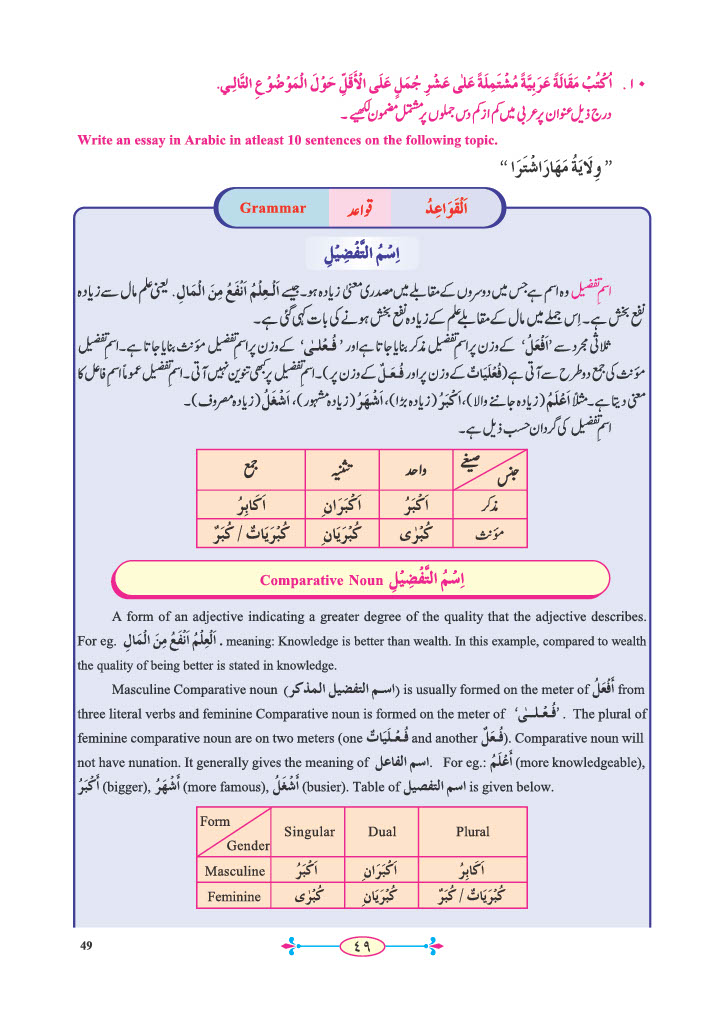 ١٠. اُكْتُبْ مَقَالَةً عَرَبِيَّةً مُشْتَمِلَةً عَلٰى عَشْرِ جُمَلٍ عَلَى الْأَقَلِّ حَوْلَ الْمَوْضُوْعِ التَّالِي.
درج ذیل عنوان پر عربی میں کم از کم دس جملوں پر مشتمل مضمون لکھیے ۔
Write an essay in Arabic in atleast 10 sentences on the following topic.
” وِلَايَةُ مَهَارَاشْتَرَا “
اَلْقَوَاعِدُ قواعد Grammar
اِسْمُ التَّفْضِيْلِ
اسمِ تفضیل وہ اسم ہے جس میں دوسروں کے مقابلے میں مصدری معنیٰ زیادہ ہو۔ جیسے اَلْعِلْمُ اَنْفَعُ مِنَ الْمَالِ. یعنی علم مال سے زیادہ
نفع بخش ہے۔ اِس جملے میں مال کے مقابلے علم کے زیادہ نفع بخش ہونے کی بات کہی گئی ہے۔
ثلاثی مجرد سے ’اَفْعَلُ‘ کے وزن پر اسمِ تفضیل مذکر بنایا جاتا ہے اور ’فُعْلٰی‘ کے وزن پر اسمِ تفضیل مؤنث بنایا جاتا ہے۔ اسمِ تفضیل
مؤنث کی جمع دو طرح سے آتی ہے (فُعْلَيَاتٌ کے وزن پر اور فُعَلٌ کے وزن پر)۔ اسمِ تفضیل پر کبھی تنوین نہیں آتی۔ اسمِ تفضیل عموماً اسمِ فاعل کا
معنی دیتا ہے۔ مثلاً اَعْلَمُ (زیادہ جاننے والا)، اَکْبَرُ (زیادہ بڑا)، اَشْهَرُ (زیادہ مشہور)، اَشْغَلُ (زیادہ مصروف)۔
اسمِ تفضیل کی گردان حسب ذیل ہے۔
صیغے جنس واحد تثنیہ جمع
مذکر اَکْبَرُ اَکْبَرَانِ اَکَابِرُ
مؤنث کُبْرٰی کُبْرَيَانِ کُبْرَيَاتٌ / کُبَرٌ
Comparative Noun اِسْمُ التَّفْضِيْلِ
A form of an adjective indicating a greater degree of the quality that the adjective describes.
For eg. اَلْعِلْمُ اَنْفَعُ مِنَ الْمَالِ . meaning: Knowledge is better than wealth. In this example, compared to wealth
the quality of being better is stated in knowledge.
Masculine Comparative noun (اسم التفضيل المذكر) is usually formed on the meter of أَفْعَلُ from
three literal verbs and feminine Comparative noun is formed on the meter of ’فُعْلٰی‘ . The plural of
feminine comparative noun are on two meters (one فُعْلَيَاتٌ and another فُعَلٌ). Comparative noun will
not have nunation. It generally gives the meaning of اسم الفاعل. For eg.: أَعْلَمُ (more knowledgeable),
أَكْبَرُ (bigger), أَشْهَرُ (more famous), أَشْغَلُ (busier). Table of اسم التفصيل is given below.
Form Gender Singular Dual Plural
Masculine اَکْبَرُ اَکْبَرَانِ اَکَابِرُ
Feminine کُبْرٰی کُبْرَيَانِ کُبْرَيَاتٌ / کُبَرٌ
49 ٤٩